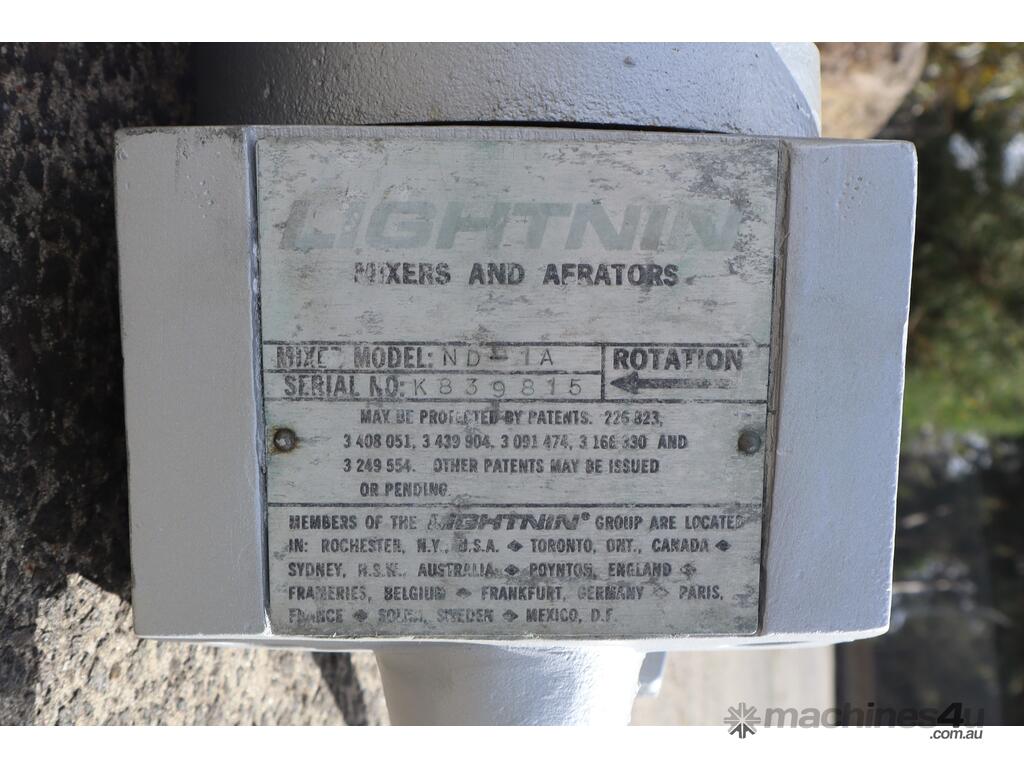 LIGHTNIN
MIXERS AND AERATORS
MIXER MODEL: ND-1A
SERIAL NO: K839815
ROTATION
MAY BE PROTECTED BY PATENTS. 226 823,
3 408 051, 3 439 904, 3 091 474, 3 166 330 AND
3 249 554. OTHER PATENTS MAY BE ISSUED
OR PENDING
MEMBERS OF THE LIGHTNIN® GROUP ARE LOCATED
IN: ROCHESTER, N.Y., U.S.A. ◆ TORONTO, ONT., CANADA ◆
SYDNEY, N.S.W., AUSTRALIA ◆ POYNTON, ENGLAND ◆
FRAMERIES, BELGIUM ◆ FRANKFURT, GERMANY ◆ PARIS,
FRANCE ◆ SOLNA, SWEDEN ◆ MEXICO, D.F.
machines4u
.com.au